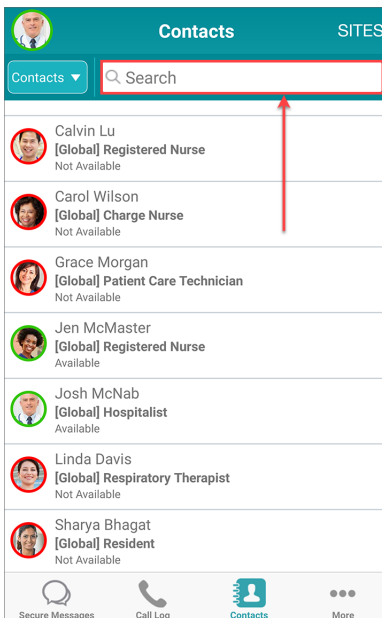 Contacts
SITES
Contacts ▼
Search
Calvin Lu
[Global] Registered Nurse
Not Available
Carol Wilson
[Global] Charge Nurse
Not Available
Grace Morgan
[Global] Patient Care Technician
Not Available
Jen McMaster
[Global] Registered Nurse
Available
Josh McNab
[Global] Hospitalist
Available
Linda Davis
[Global] Respiratory Therapist
Not Available
Sharya Bhagat
[Global] Resident
Not Available
Secure Messages
Call Log
Contacts
More